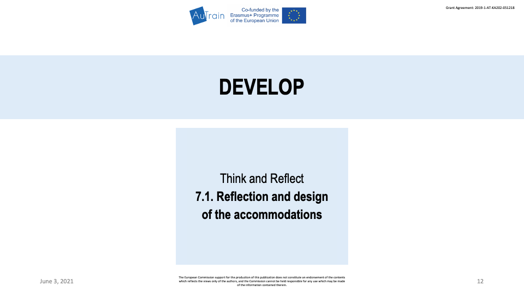 Grant Agreement: 2019-1-AT-KA202-051218
AuTrain
Co-funded by the
Erasmus+ Programme
of the European Union
DEVELOP
Think and Reflect
7.1. Reflection and design
of the accommodations
The European Commission support for the production of this publication does not constitute an endorsement of the contents
which reflects the views only of the authors, and the Commission cannot be held responsible for any use which may be made
of the information contained therein.
June 3, 2021
12